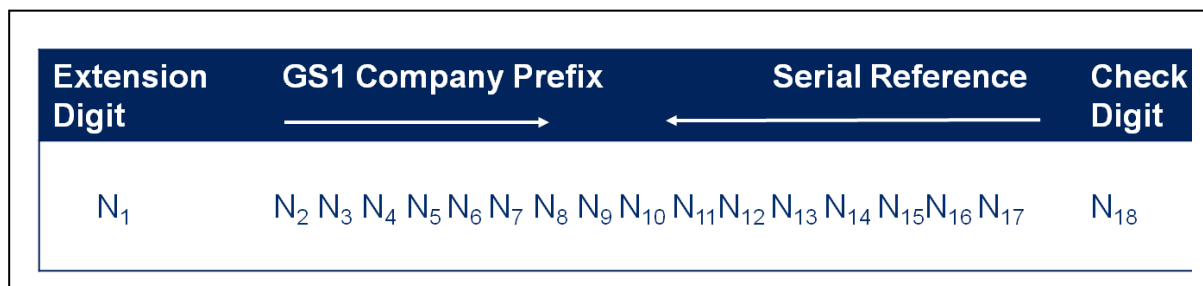 Extension Digit GS1 Company Prefix Serial Reference Check Digit
N₁ N₂ N₃ N₄ N₅ N₆ N₇ N₈ N₉ N₁₀ N₁₁ N₁₂ N₁₃ N₁₄ N₁₅ N₁₆ N₁₇ N₁₈